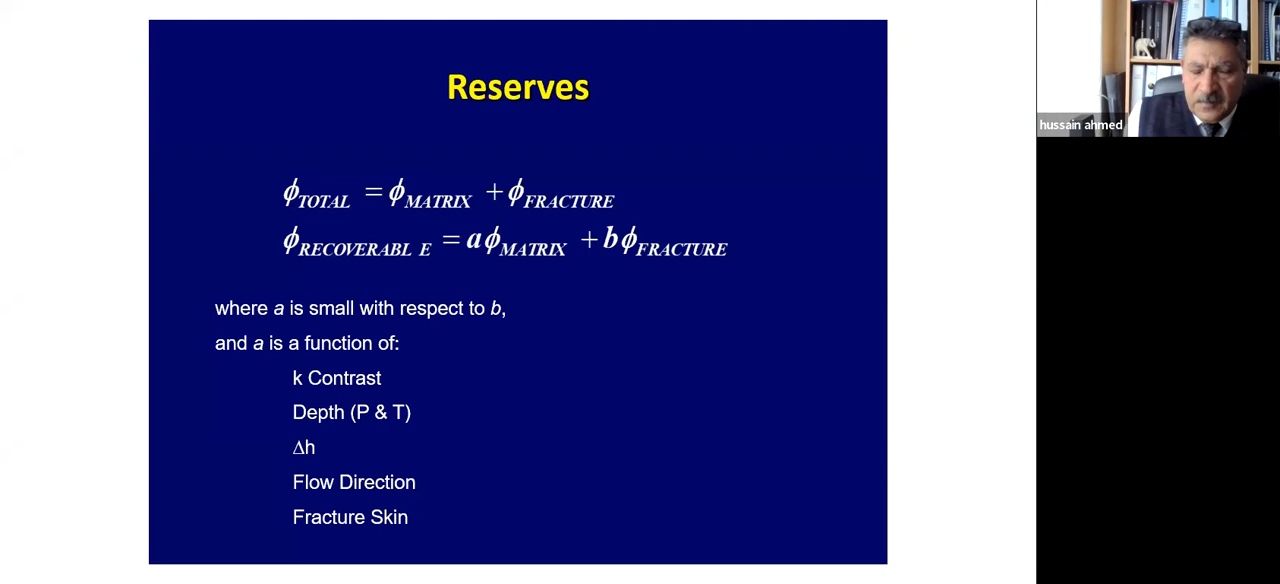 Reserves
ϕTOTAL = ϕMATRIX + ϕFRACTURE
ϕRECOVERABL E = aϕMATRIX + bϕFRACTURE
where a is small with respect to b,
and a is a function of:
k Contrast
Depth (P & T)
Δh
Flow Direction
Fracture Skin
hussain ahmed